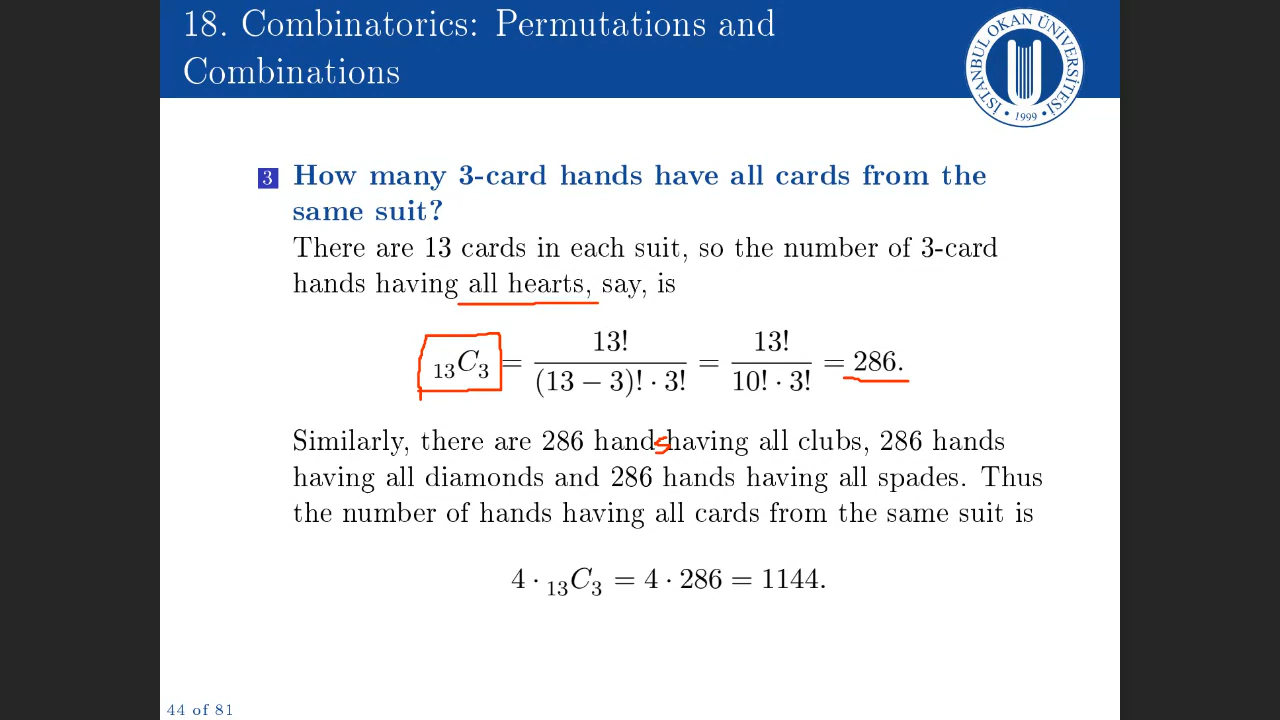 18. Combinatorics: Permutations and
Combinations
İSTANBUL OKAN ÜNİVERSİTESİ
• 1999 •
3 How many 3-card hands have all cards from the
same suit?
There are 13 cards in each suit, so the number of 3-card
hands having all hearts, say, is
₁₃C₃ = 13! / ((13 − 3)! · 3!) = 13! / (10! · 3!) = 286.
Similarly, there are 286 hands having all clubs, 286 hands
having all diamonds and 286 hands having all spades. Thus
the number of hands having all cards from the same suit is
4 · ₁₃C₃ = 4 · 286 = 1144.
44 of 81